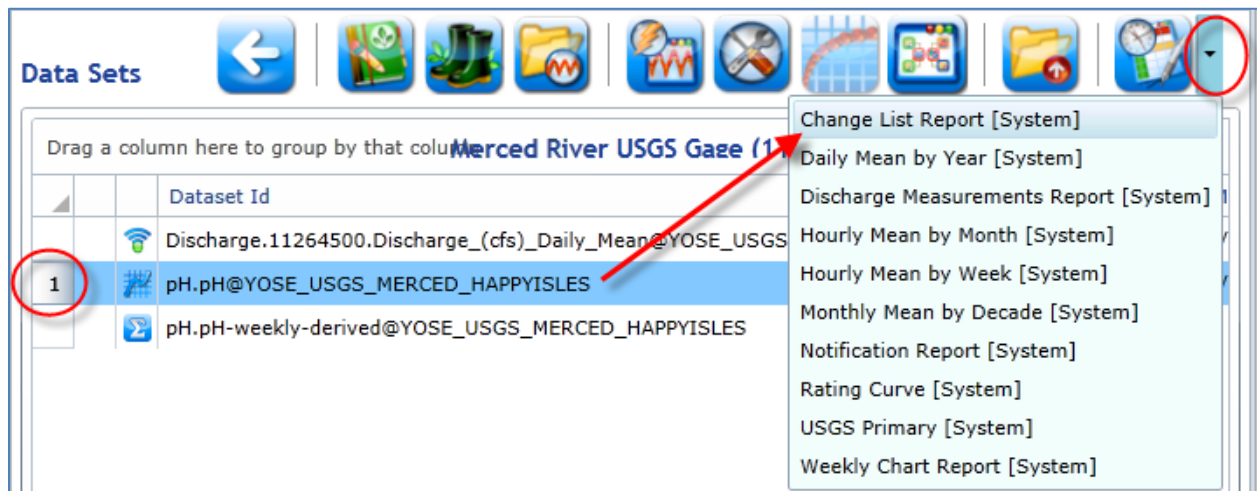 Data Sets
Drag a column here to group by that colu
Merced River USGS Gage (1
Dataset Id
Discharge.11264500.Discharge_(cfs)_Daily_Mean@YOSE_USGS
1
pH.pH@YOSE_USGS_MERCED_HAPPYISLES
pH.pH-weekly-derived@YOSE_USGS_MERCED_HAPPYISLES
Change List Report [System]
Daily Mean by Year [System]
Discharge Measurements Report [System]
Hourly Mean by Month [System]
Hourly Mean by Week [System]
Monthly Mean by Decade [System]
Notification Report [System]
Rating Curve [System]
USGS Primary [System]
Weekly Chart Report [System]